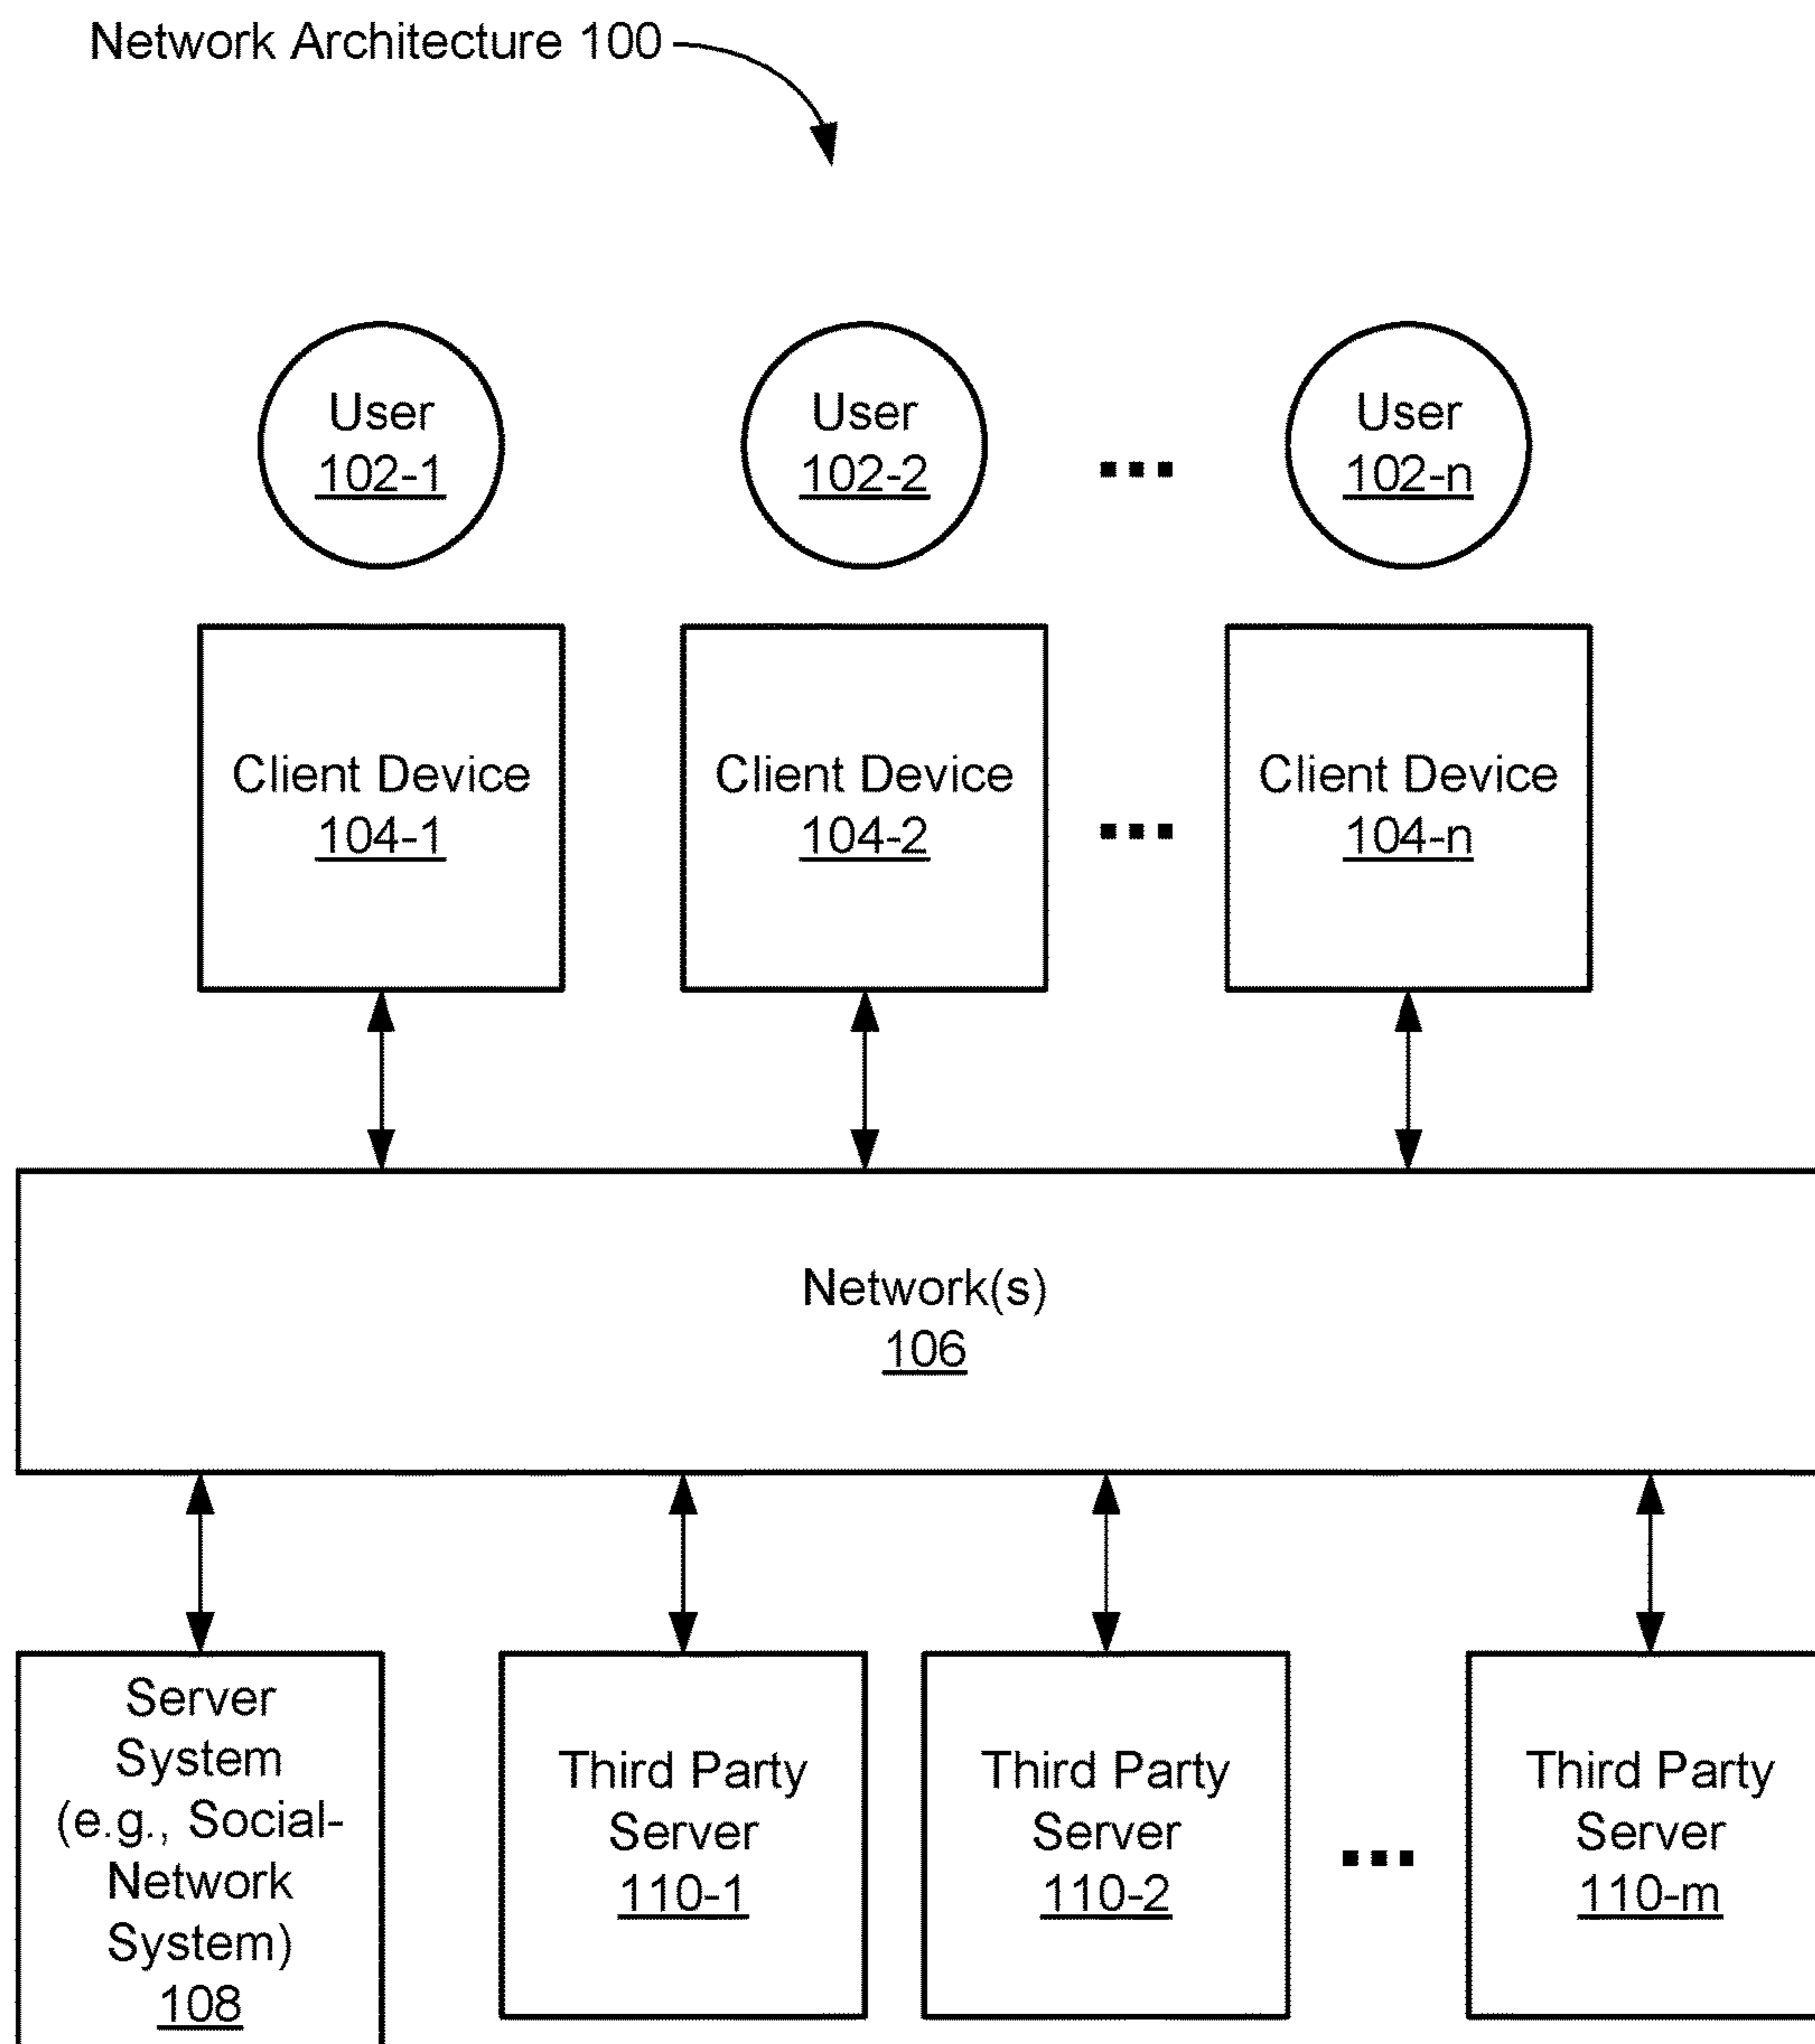 Network Architecture 100
User
102-1
User
102-2
...
User
102-n
Client Device
104-1
Client Device
104-2
...
Client Device
104-n
Network(s)
106
Server
System
(e.g., Social-
Network
System)
108
Third Party
Server
110-1
Third Party
Server
110-2
...
Third Party
Server
110-m